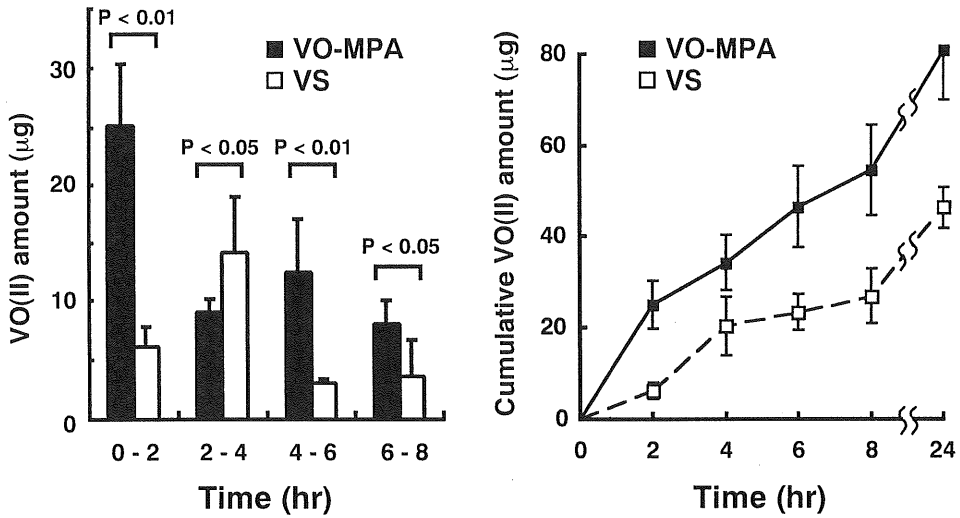 P < 0.01
VO-MPA
VS
P < 0.05
P < 0.01
P < 0.05
30
20
10
0
VO(II) amount (μg)
0 - 2
2 - 4
4 - 6
6 - 8
Time (hr)
VO-MPA
VS
80
60
40
20
0
Cumulative VO(II) amount (μg)
0
2
4
6
8
24
Time (hr)